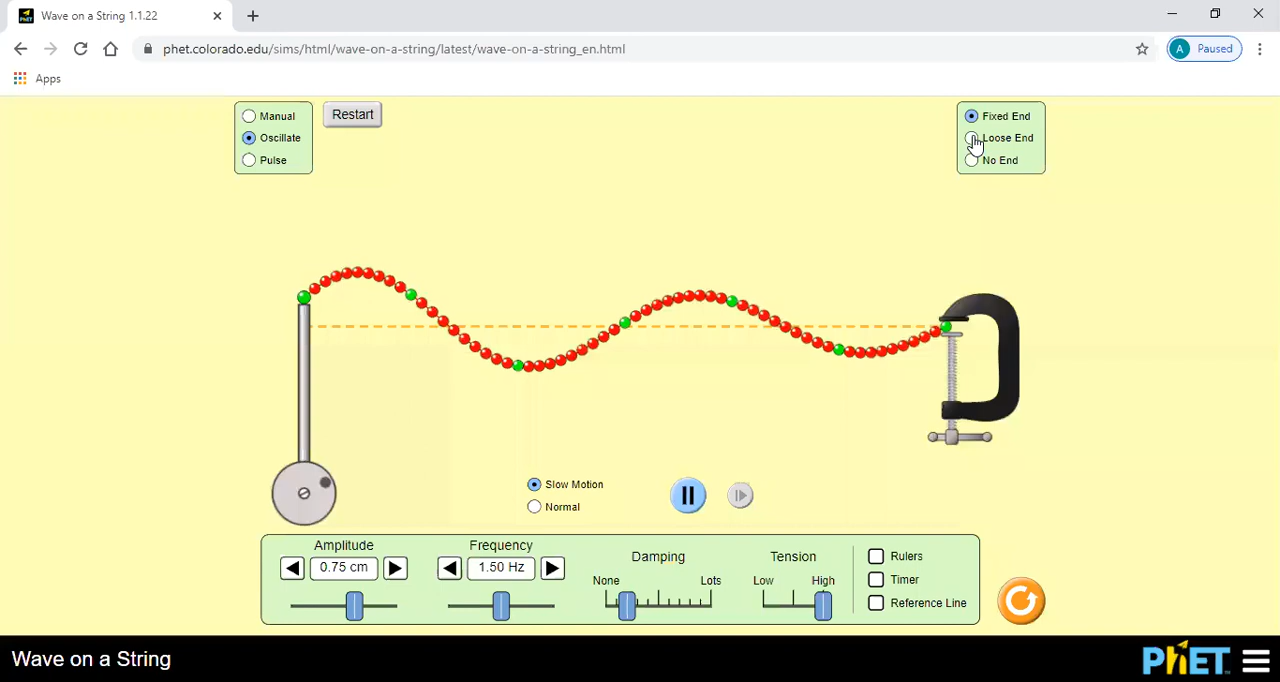 Wave on a String 1.1.22
phet.colorado.edu/sims/html/wave-on-a-string/latest/wave-on-a-string_en.html
A Paused
Apps
Manual
Oscillate
Pulse
Restart
Fixed End
Loose End
No End
Slow Motion
Normal
Amplitude
0.75 cm
Frequency
1.50 Hz
Damping
None Lots
Tension
Low High
Rulers
Timer
Reference Line
Wave on a String
PhET